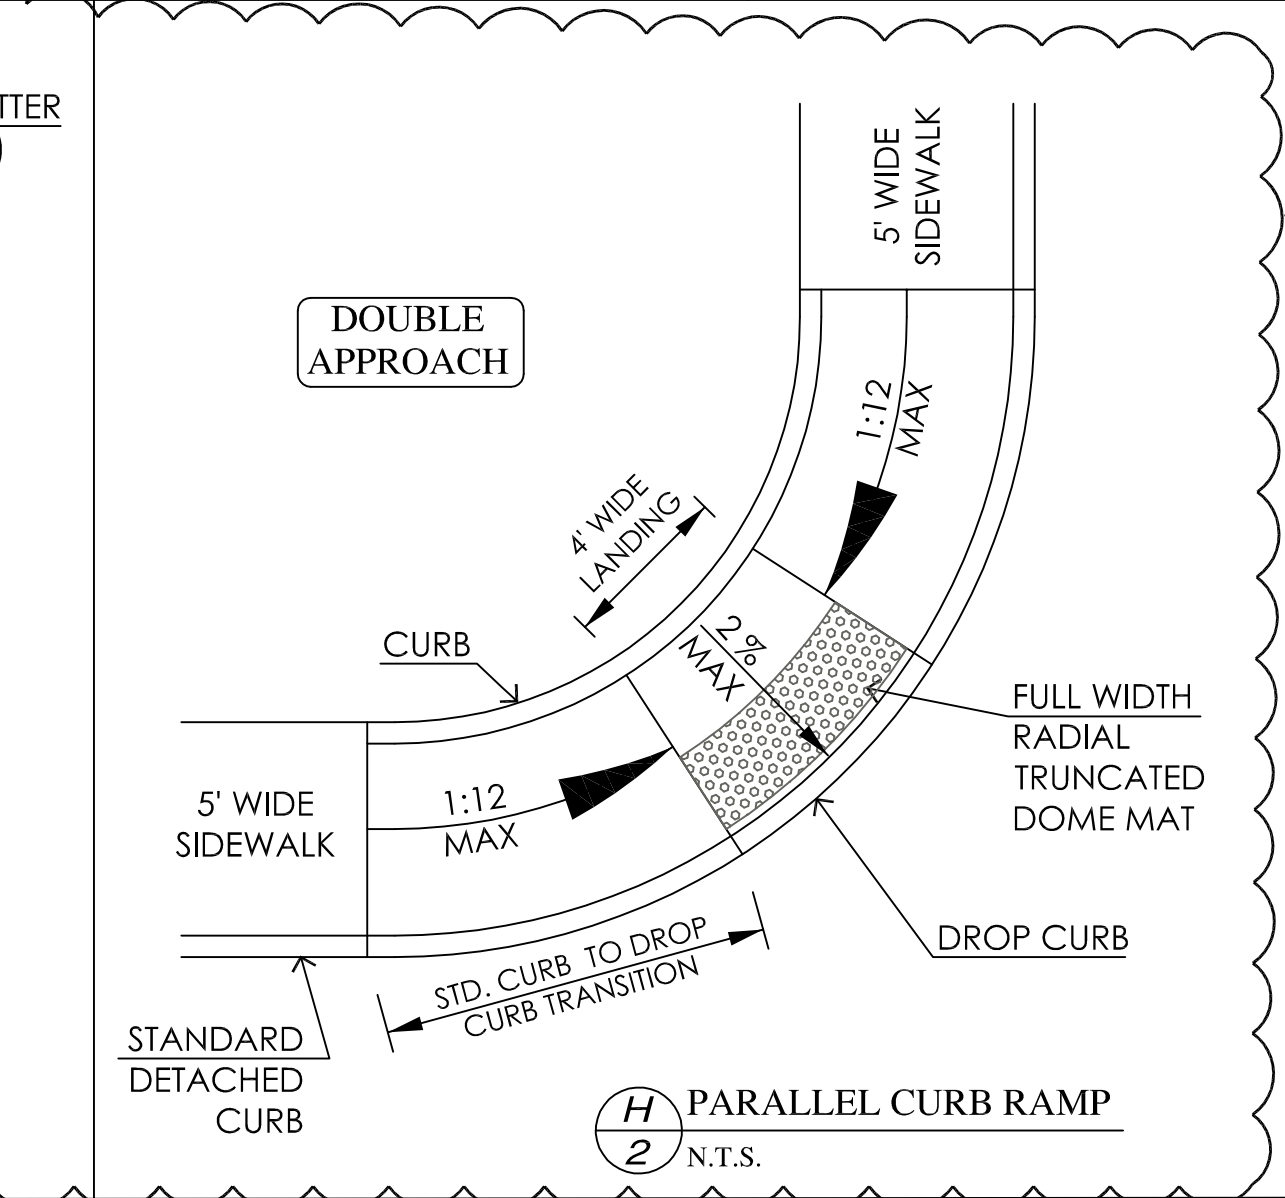 TTER
)
5' WIDE
SIDEWALK
DOUBLE
APPROACH
1:12
MAX
4' WIDE
LANDING
CURB
2%
MAX
FULL WIDTH
RADIAL
TRUNCATED
DOME MAT
5' WIDE
SIDEWALK
1:12
MAX
DROP CURB
STD. CURB TO DROP
CURB TRANSITION
STANDARD
DETACHED
CURB
H
2
PARALLEL CURB RAMP
N.T.S.